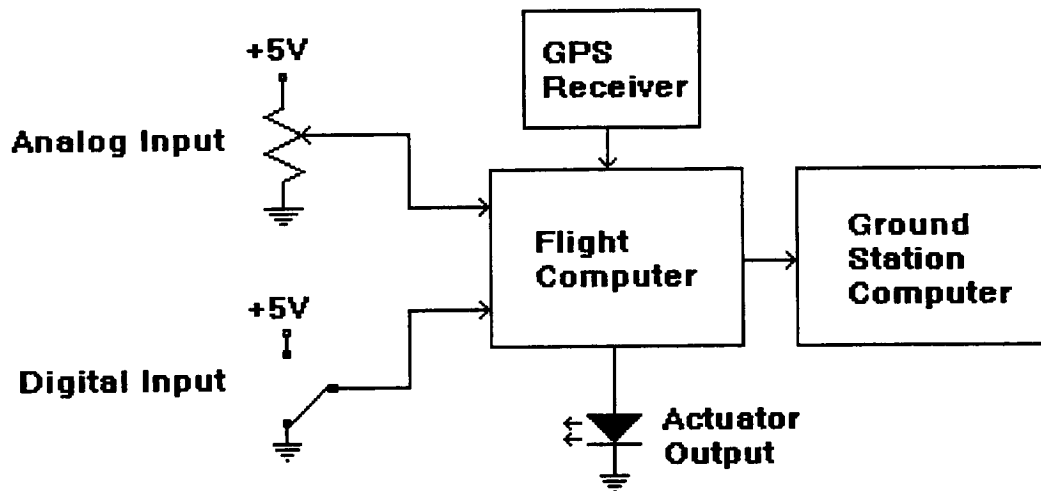 +5V
Analog Input
GPS
Receiver
Flight
Computer
Ground
Station
Computer
+5V
Digital Input
Actuator
Output